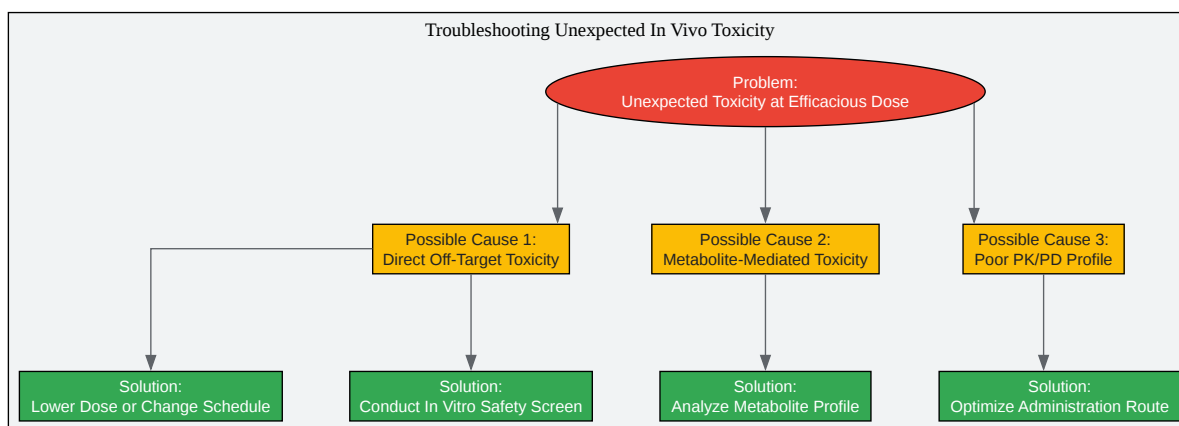 Troubleshooting Unexpected In Vivo Toxicity
Problem:
Unexpected Toxicity at Efficacious Dose
Possible Cause 1:
Direct Off-Target Toxicity
Possible Cause 2:
Metabolite-Mediated Toxicity
Possible Cause 3:
Poor PK/PD Profile
Solution:
Lower Dose or Change Schedule
Solution:
Conduct In Vitro Safety Screen
Solution:
Analyze Metabolite Profile
Solution:
Optimize Administration Route